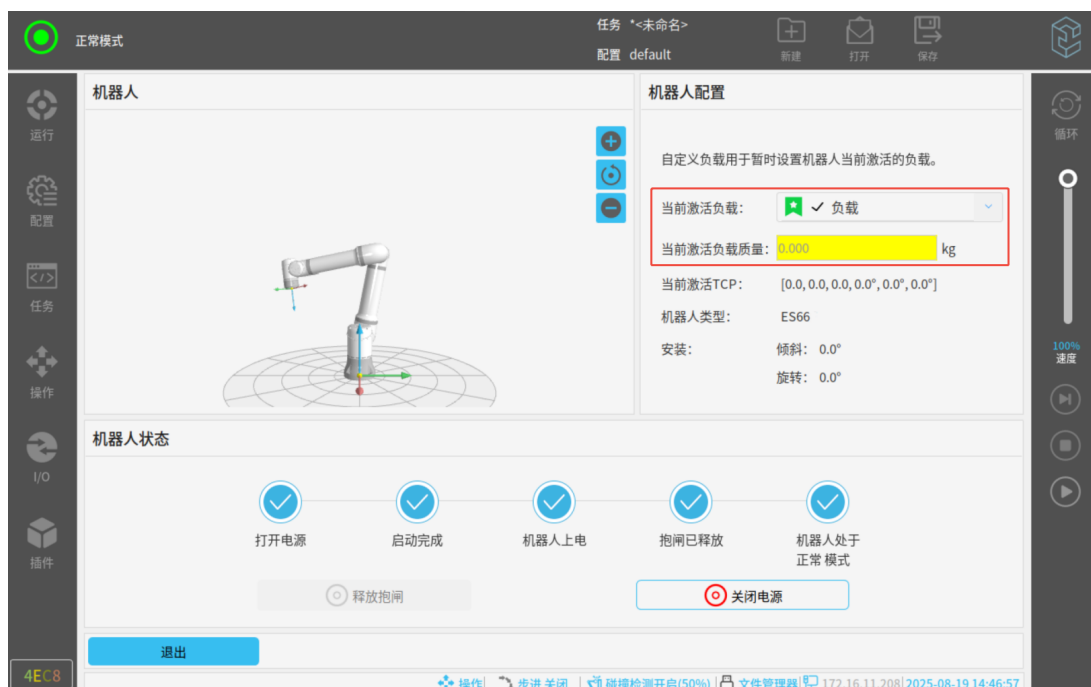 正常模式
任务 *<未命名>
配置 default
新建
打开
保存
运行
配置
任务
操作
I/O
插件
4EC8
机器人
机器人配置
自定义负载用于暂时设置机器人当前激活的负载。
当前激活负载： 负载
当前激活负载质量： 0.000 kg
当前激活TCP： [0.0, 0.0, 0.0, 0.0°, 0.0°, 0.0°]
机器人类型： ES66
安装： 倾斜： 0.0°
旋转： 0.0°
循环
100%
速度
机器人状态
打开电源
启动完成
机器人上电
抱闸已释放
机器人处于
正常 模式
释放抱闸
关闭电源
退出
操作| 步进 关闭 | 碰撞检测开启(50%) | 文件管理器| 172.16.11.208| 2025-08-19 14:46:57